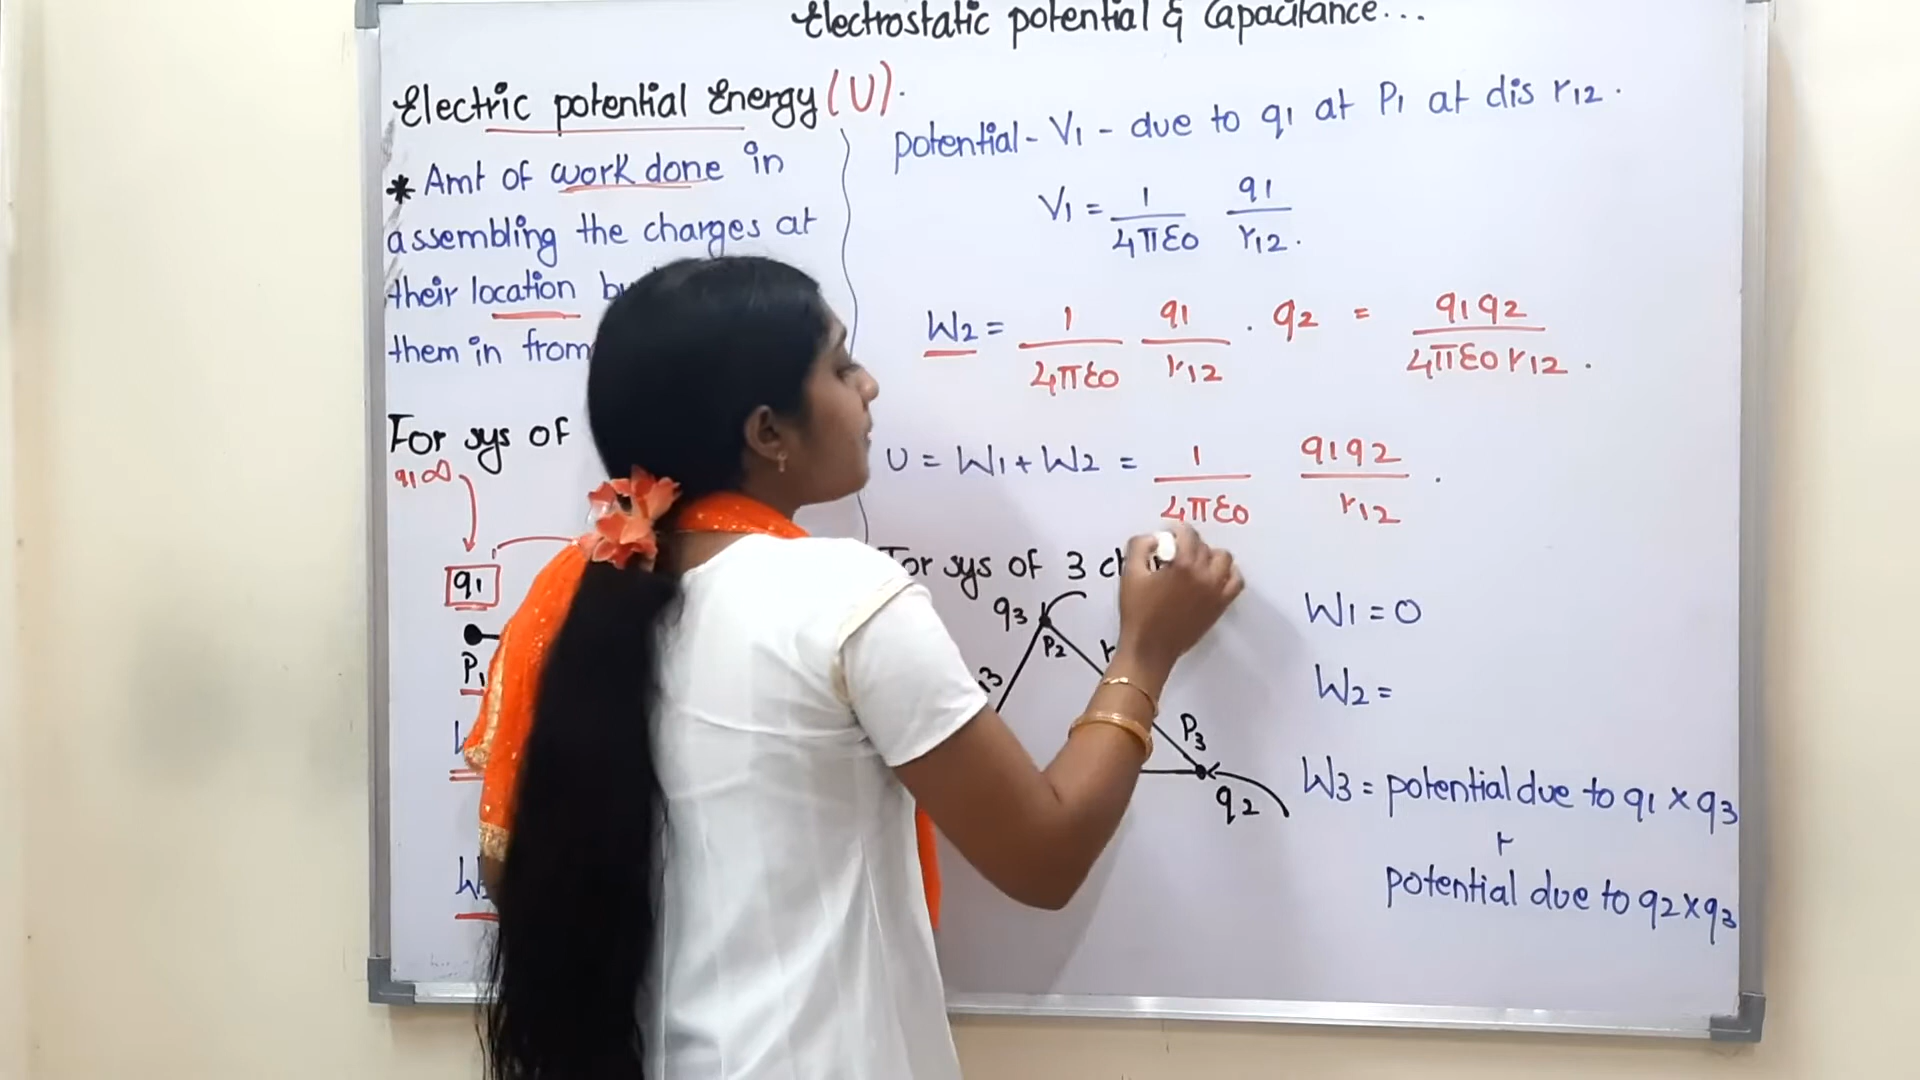 Electrostatic potential & Capacitance...
Electric potential Energy (U).
* Amt of work done in
assembling the charges at
their location
them in from
For sys of
q1 ∞
q1
P1
potential - V1 - due to q1 at P1 at dis r12.
V1 = 1/4πε0 q1/r12.
W2 = 1/4πε0 q1/r12 . q2 = q1q2/4πε0 r12.
U = W1 + W2 = 1/4πε0 q1q2/r12.
For sys of 3
q3
P2
P3
q2
W1 = 0
W2 =
W3 = potential due to q1 × q3
+
potential due to q2 × q3